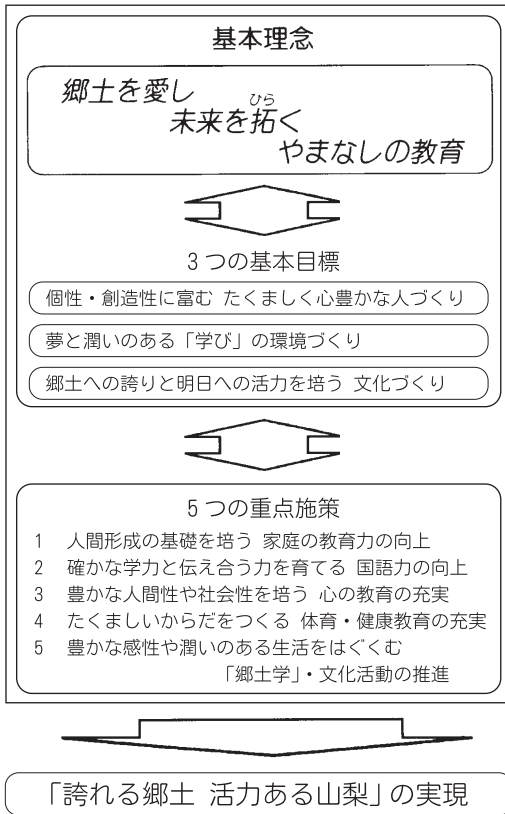 基本理念
郷土を愛し
ひら
未来を拓く
やまなしの教育
3つの基本目標
個性・創造性に富む たくましく心豊かな人づくり
夢と潤いのある「学び」の環境づくり
郷土への誇りと明日への活力を培う 文化づくり
5つの重点施策
1 人間形成の基礎を培う 家庭の教育力の向上
2 確かな学力と伝え合う力を育てる 国語力の向上
3 豊かな人間性や社会性を培う 心の教育の充実
4 たくましいからだをつくる 体育・健康教育の充実
5 豊かな感性や潤いのある生活をはぐくむ
「郷土学」・文化活動の推進
「誇れる郷土 活力ある山梨」の実現